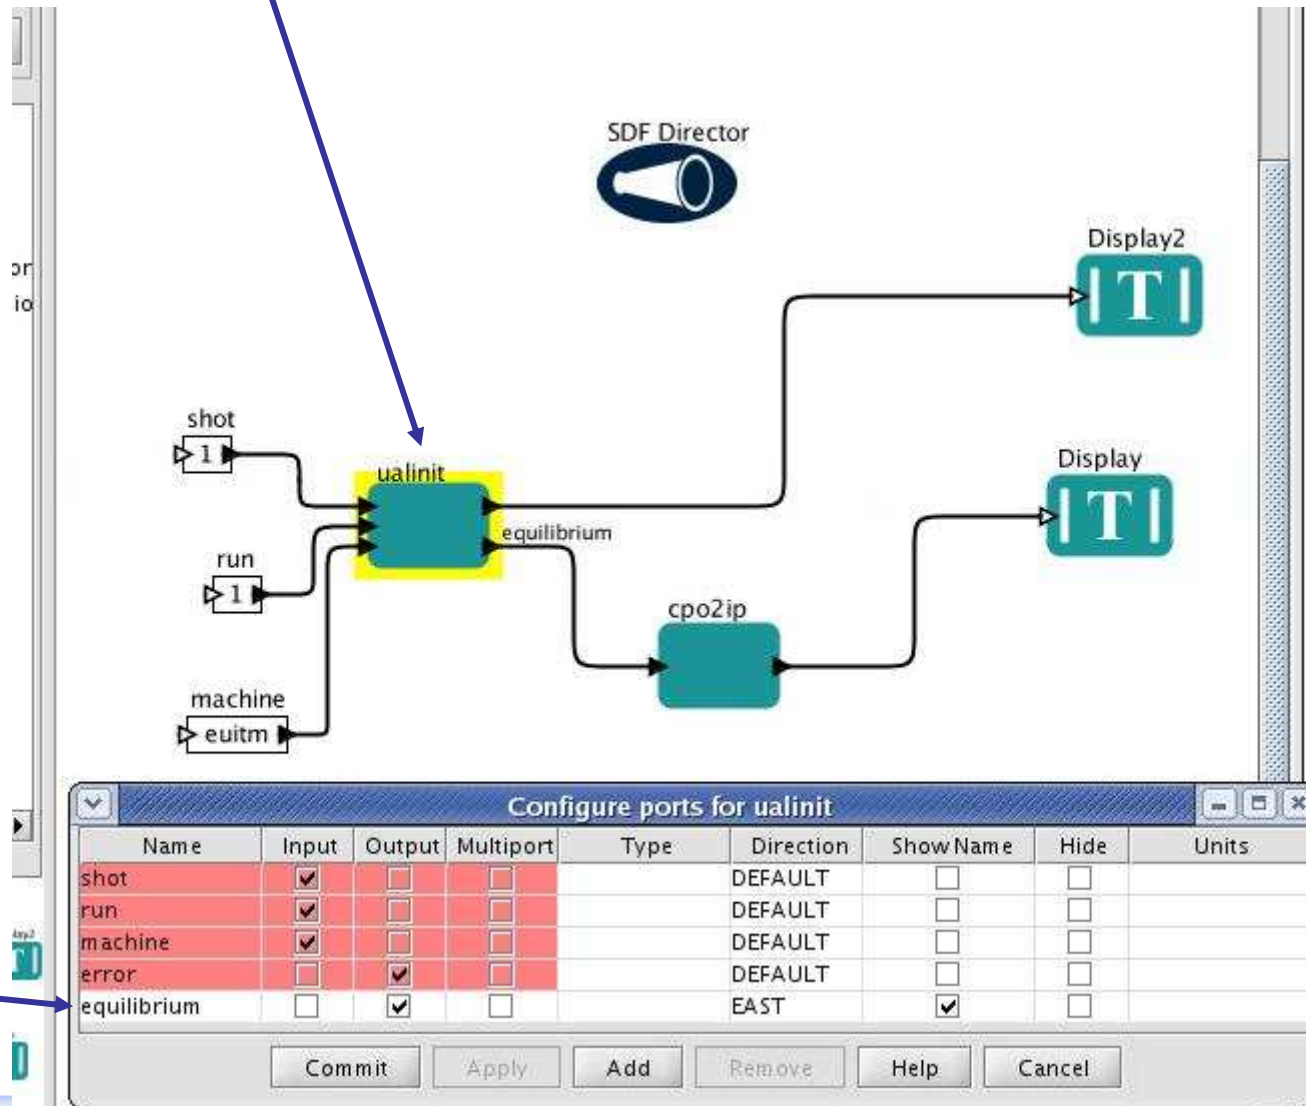 SDF Director
Display2
or
io
T
shot
1
Display
ualinit
T
equilibrium
run
1
cpo2ip
machine
euitm
Configure ports for ualinit
Name Input Output Multiport Type Direction Show Name Hide Units
shot DEFAULT
run DEFAULT
machine DEFAULT
error DEFAULT
equilibrium EAST
Commit Apply Add Remove Help Cancel